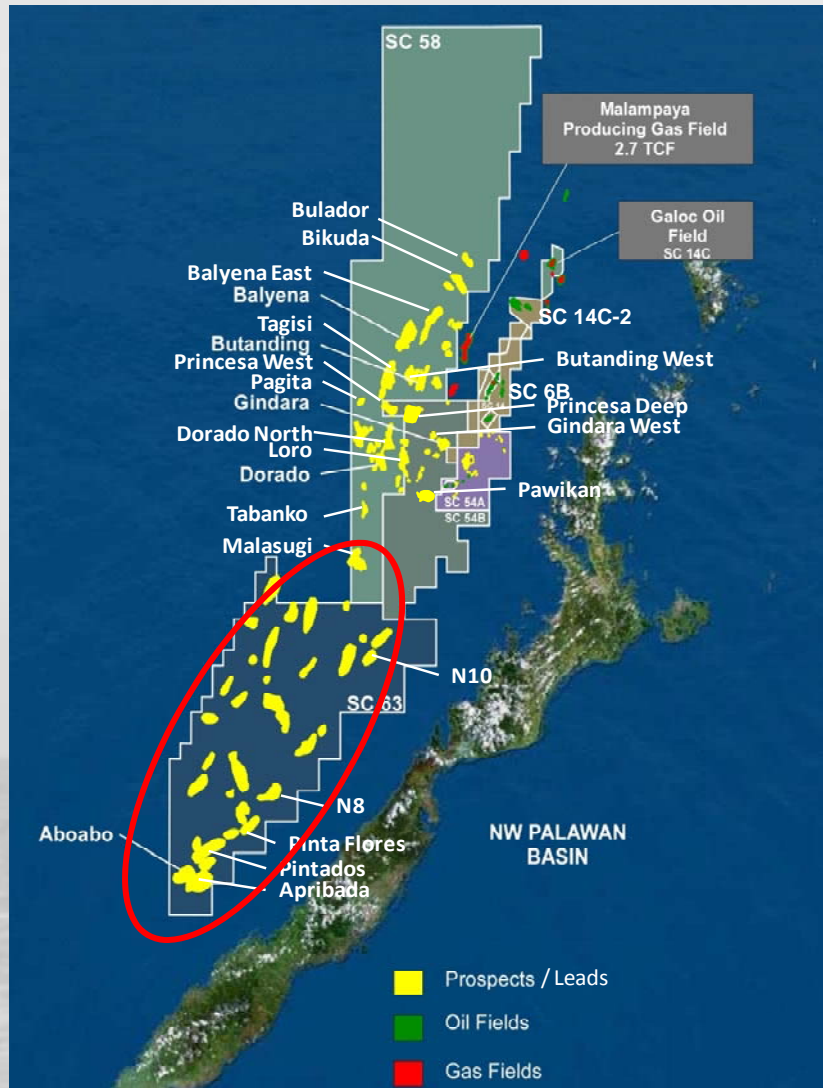 SC 58
Malampaya
Producing Gas Field
2.7 TCF
Galoc Oil
Field
SC 14C
Bulador
Bikuda
Balyena East
Balyena
Tagisi
Butanding
Princesa West
Pagita
Gindara
Dorado North
Loro
Dorado
Tabanko
Malasugi
SC 14C-2
Butanding West
SC 6B
Princesa Deep
Gindara West
Pawikan
SC 54A
SC 54B
N10
SC 63
N8
Aboabo
Pinta Flores
Pintados
Apribada
NW PALAWAN
BASIN
Prospects / Leads
Oil Fields
Gas Fields